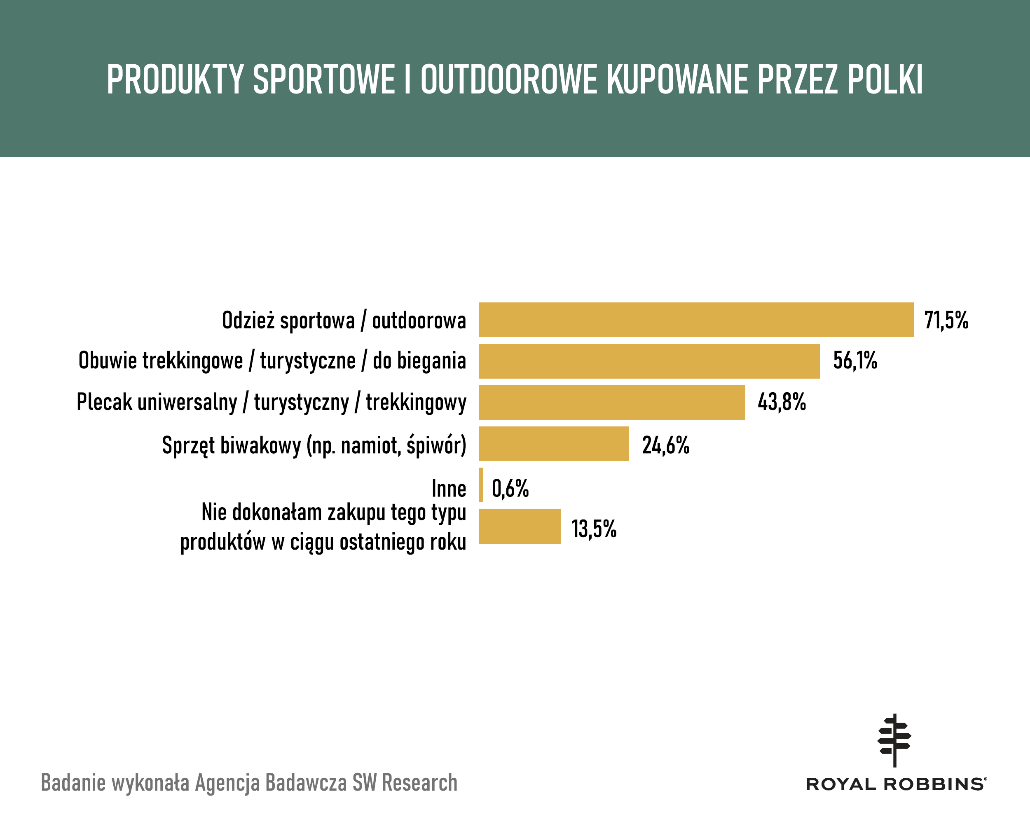 PRODUKTY SPORTOWE I OUTDOOROWE KUPOWANE PRZEZ POLKI
Odzież sportowa / outdoorowa 71,5%
Obuwie trekkingowe / turystyczne / do biegania 56,1%
Plecak uniwersalny / turystyczny / trekkingowy 43,8%
Sprzęt biwakowy (np. namiot, śpiwór) 24,6%
Inne 0,6%
Nie dokonałam zakupu tego typu
produktów w ciągu ostatniego roku 13,5%
Badanie wykonała Agencja Badawcza SW Research
ROYAL ROBBINS